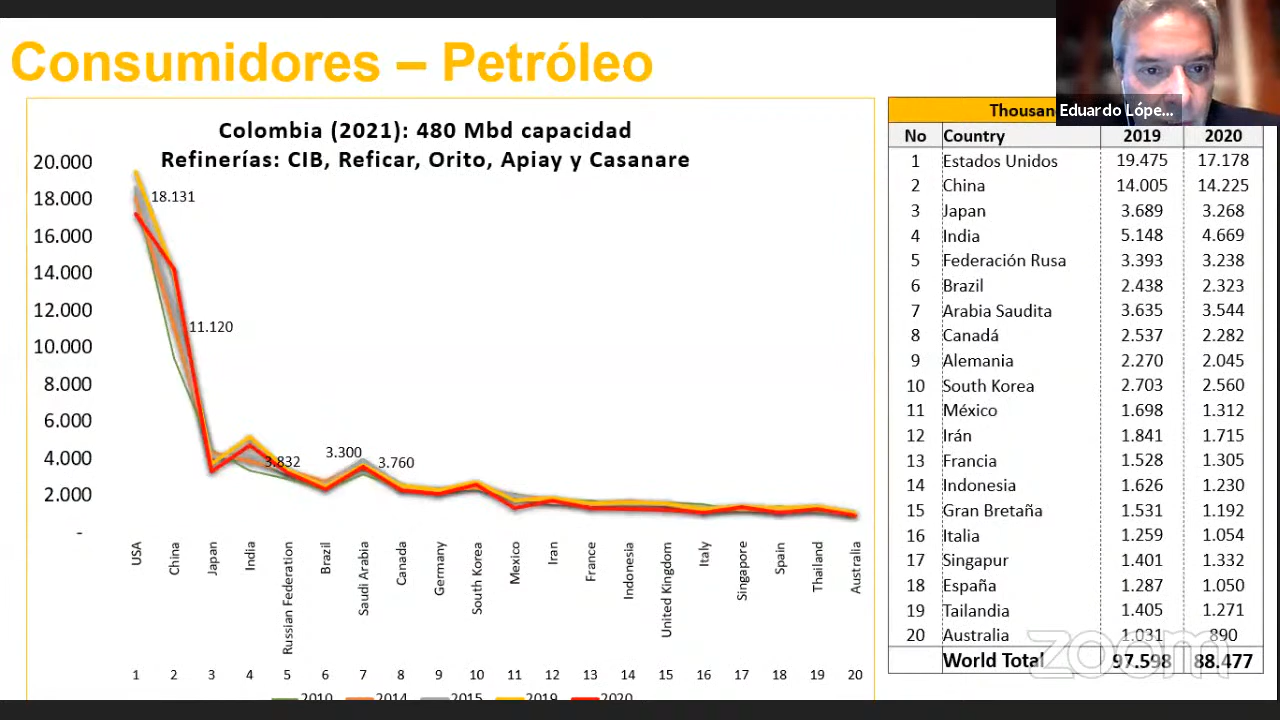 Consumidores – Petróleo
Eduardo Lópe...
Colombia (2021): 480 Mbd capacidad
Refinerías: CIB, Reficar, Orito, Apiay y Casanare
20.000
18.000
16.000
14.000
12.000
10.000
8.000
6.000
4.000
2.000
-
18.131
11.120
3.832
3.300
3.760
USA
China
Japan
India
Russian Federation
Brazil
Saudi Arabia
Canada
Germany
South Korea
Mexico
Iran
France
Indonesia
United Kingdom
Italy
Singapore
Spain
Thailand
Australia
1 2 3 4 5 6 7 8 9 10 11 12 13 14 15 16 17 18 19 20
2010 2014 2015 2019 2020
No Country 2019 2020
1 Estados Unidos 19.475 17.178
2 China 14.005 14.225
3 Japan 3.689 3.268
4 India 5.148 4.669
5 Federación Rusa 3.393 3.238
6 Brazil 2.438 2.323
7 Arabia Saudita 3.635 3.544
8 Canadá 2.537 2.282
9 Alemania 2.270 2.045
10 South Korea 2.703 2.560
11 México 1.698 1.312
12 Irán 1.841 1.715
13 Francia 1.528 1.305
14 Indonesia 1.626 1.230
15 Gran Bretaña 1.531 1.192
16 Italia 1.259 1.054
17 Singapur 1.401 1.332
18 España 1.287 1.050
19 Tailandia 1.405 1.271
20 Australia 1.031 890
World Total 97.598 88.477
zoom